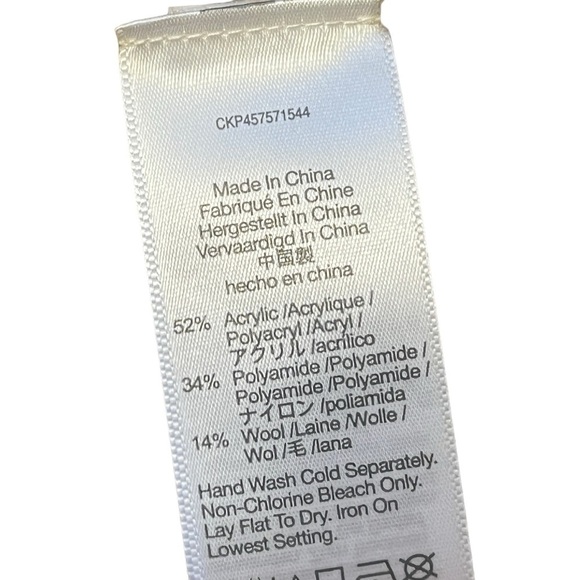 CKP457571544
Made In China
Fabriqué En Chine
Hergestellt In China
Vervaardigd In China
中国製
hecho en china
52% Acrylic /Acrylique /
Polyacryl /Acryl /
アクリル /acrílico
34% Polyamide /Polyamide /
Polyamide /Polyamide /
ナイロン /poliamida
14% Wool /Laine /Wolle /
Wol /毛 /lana
Hand Wash Cold Separately.
Non-Chlorine Bleach Only.
Lay Flat To Dry. Iron On
Lowest Setting.